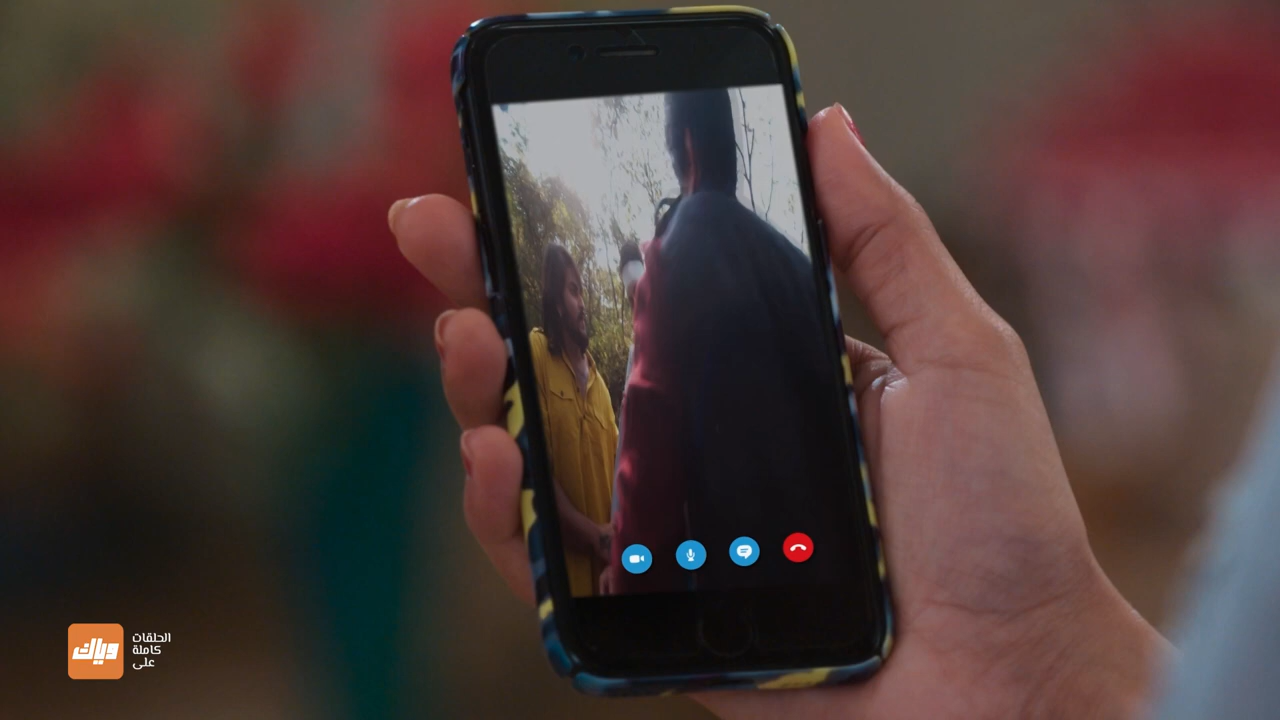 وياك
الحلقات
كاملة
على